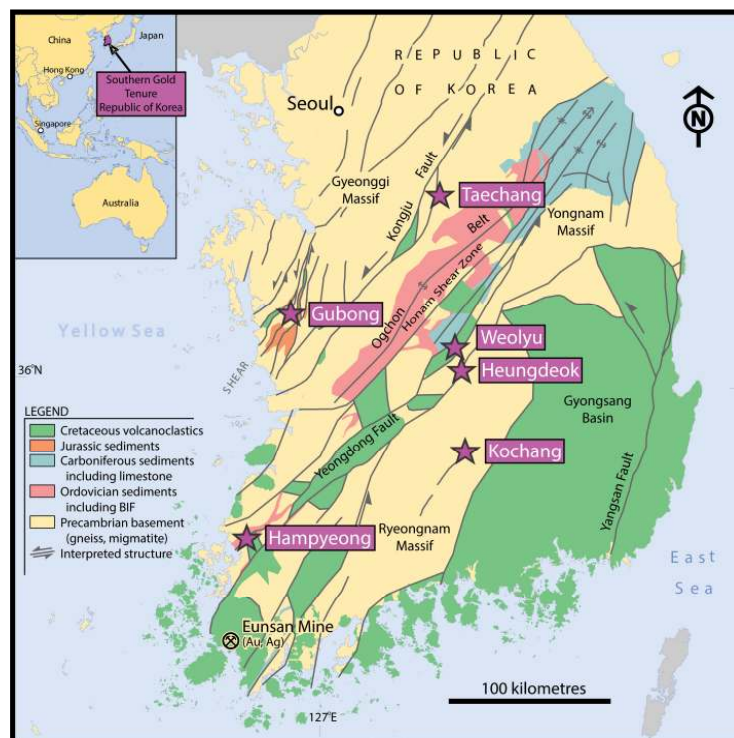 China
Japan
Hong Kong
Southern Gold
Tenure
Republic of Korea
Singapore
Australia
REPUBLIC
OF KOREA
Seoul
N
Gyeonggi
Massif
Kongju Fault
Taechang
Belt
Yongnam
Massif
Ogchon
Honam Shear Zone
Gubong
Yellow Sea
Weolyu
SHEAR
36°N
Heungdeok
Gyongsang
Basin
LEGEND
Cretaceous volcanoclastics
Jurassic sediments
Carboniferous sediments
including limestone
Ordovician sediments
including BIF
Precambrian basement
(gneiss, migmatite)
Interpreted structure
Yeongdong Fault
Kochang
Yangsan Fault
Ryeongnam
Massif
Hampyeong
East
Sea
Eunsan Mine
(Au, Ag)
100 kilometres
127°E